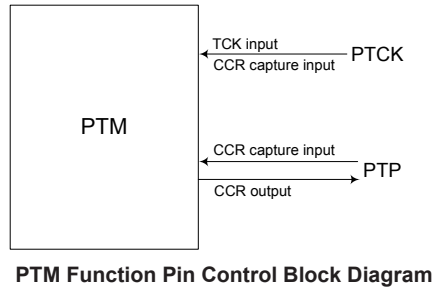 TCK input
PTCK
CCR capture input
PTM
CCR capture input
PTP
CCR output
PTM Function Pin Control Block Diagram